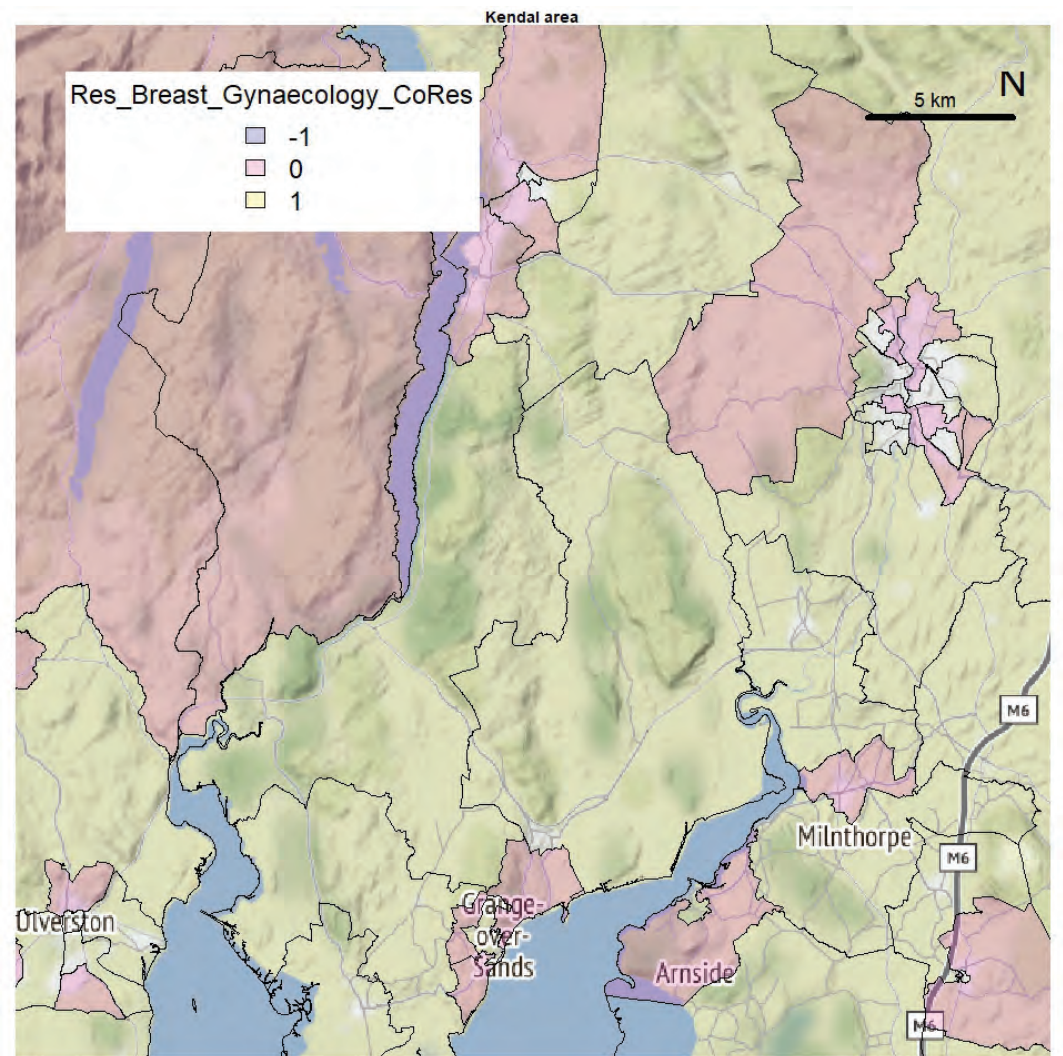 Kendal area
Res_Breast_Gynaecology_CoRes
-1
0
1
5 km
N
M6
Milnthorpe
M6
Ulverston
Grange-
over-
Sands
Arnside
M6